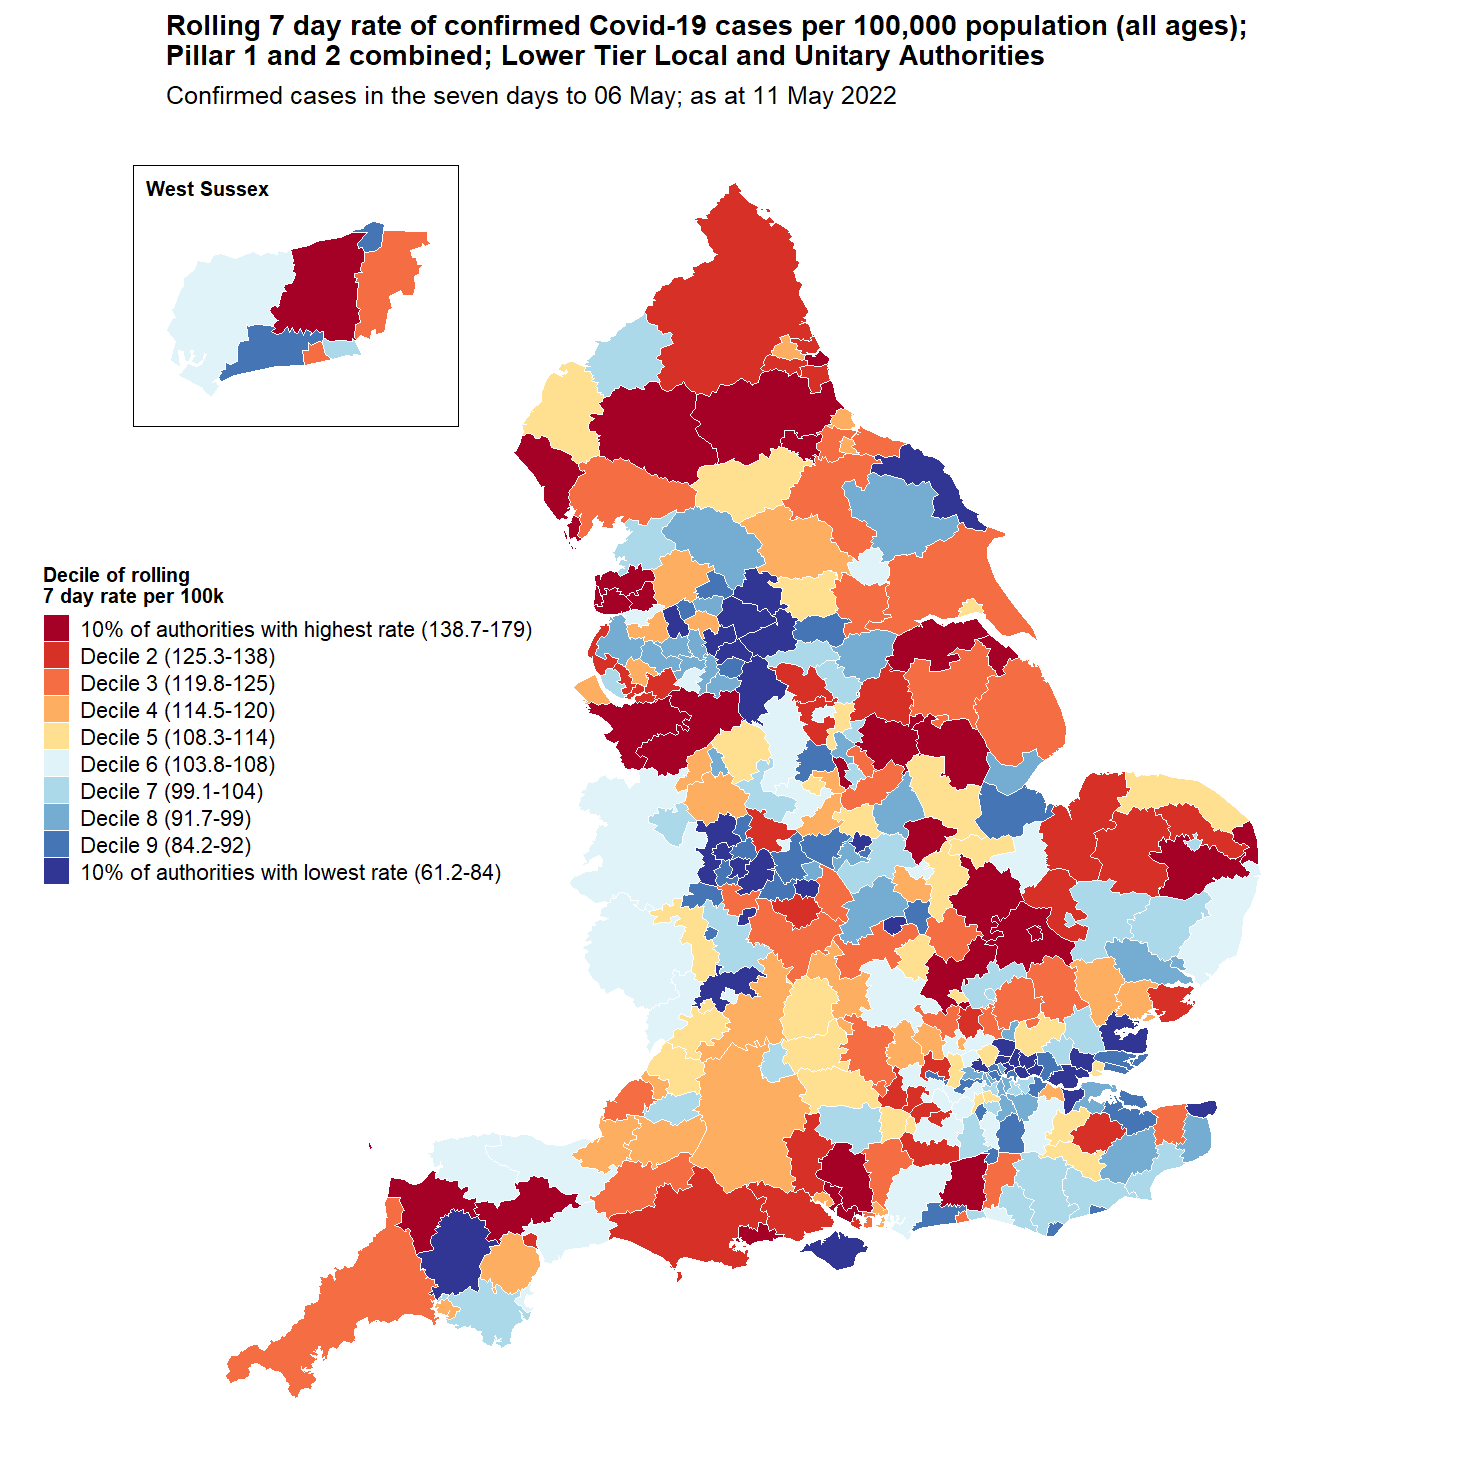 Rolling 7 day rate of confirmed Covid-19 cases per 100,000 population (all ages);
Pillar 1 and 2 combined; Lower Tier Local and Unitary Authorities
Confirmed cases in the seven days to 06 May; as at 11 May 2022
West Sussex
Decile of rolling
7 day rate per 100k
10% of authorities with highest rate (138.7-179)
Decile 2 (125.3-138)
Decile 3 (119.8-125)
Decile 4 (114.5-120)
Decile 5 (108.3-114)
Decile 6 (103.8-108)
Decile 7 (99.1-104)
Decile 8 (91.7-99)
Decile 9 (84.2-92)
10% of authorities with lowest rate (61.2-84)